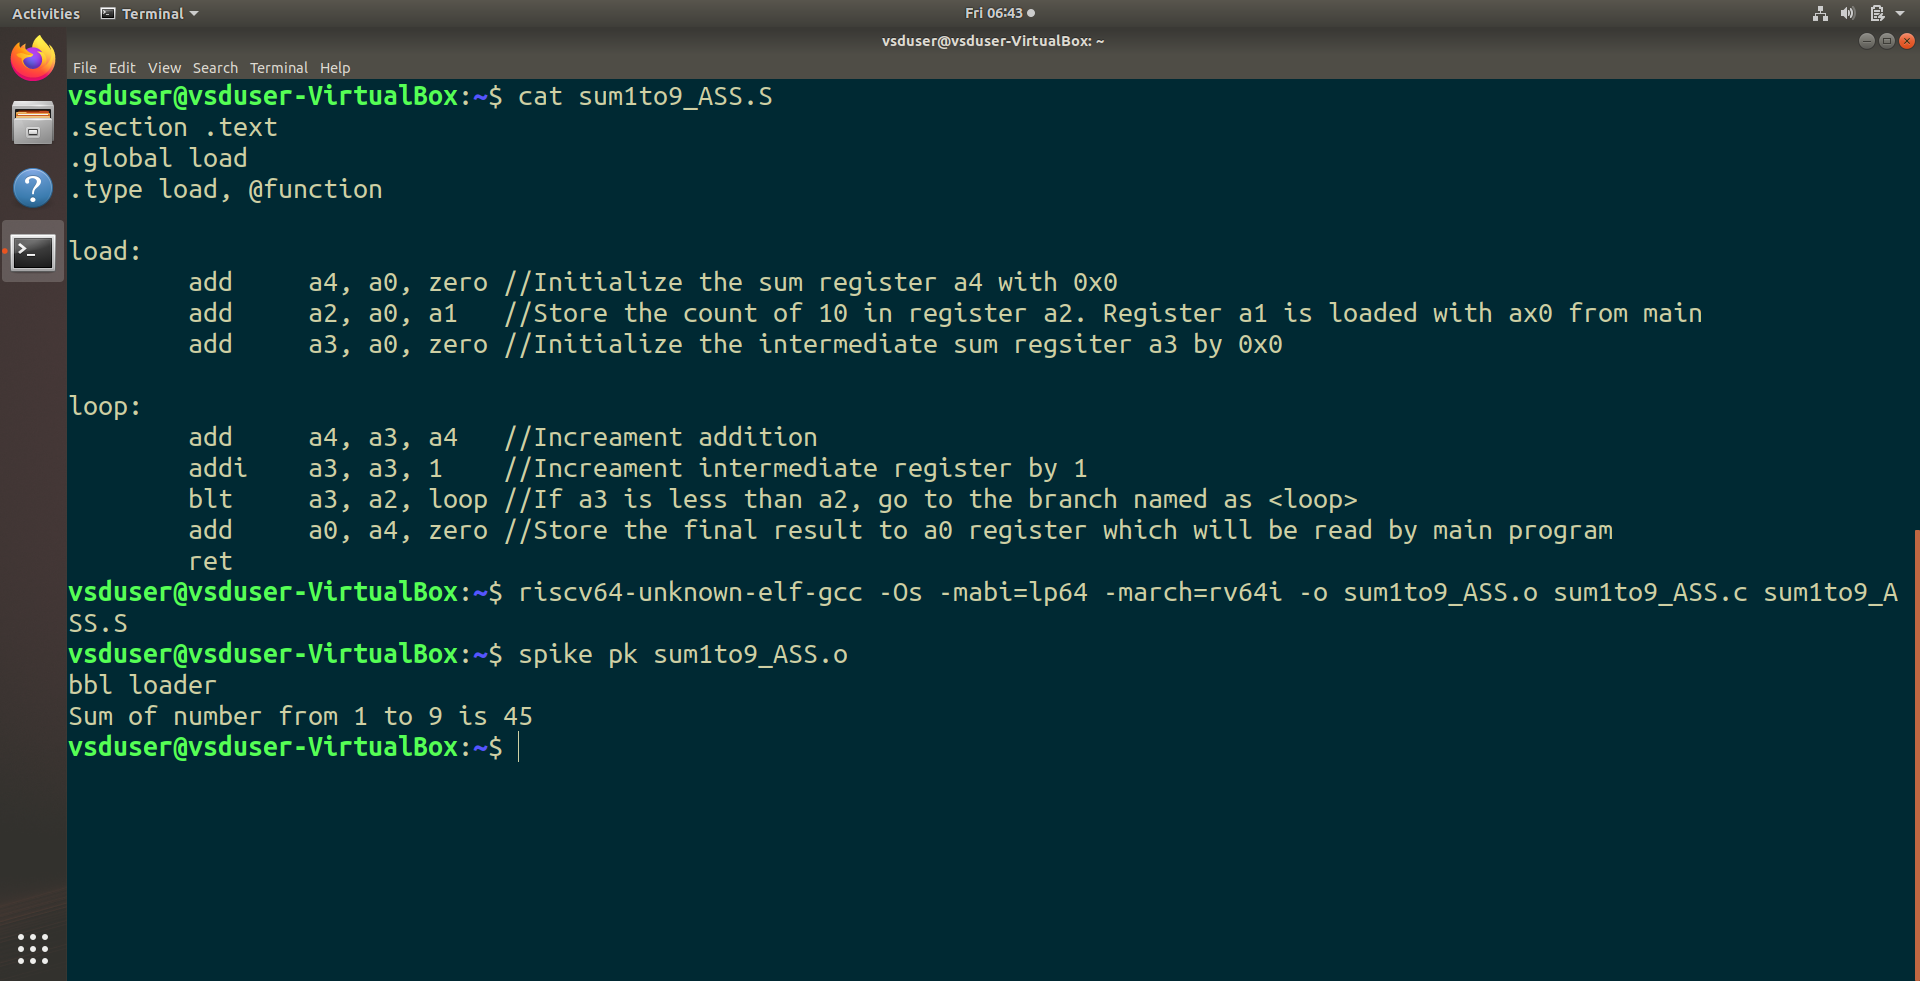 Activities Terminal Fri 06:43
vsduser@vsduser-VirtualBox: ~
File Edit View Search Terminal Help
vsduser@vsduser-VirtualBox:~$ cat sum1to9_ASS.S
.section .text
.global load
.type load, @function
load:
add a4, a0, zero //Initialize the sum register a4 with 0x0
add a2, a0, a1 //Store the count of 10 in register a2. Register a1 is loaded with ax0 from main
add a3, a0, zero //Initialize the intermediate sum regsiter a3 by 0x0
loop:
add a4, a3, a4 //Increament addition
addi a3, a3, 1 //Increament intermediate register by 1
blt a3, a2, loop //If a3 is less than a2, go to the branch named as <loop>
add a0, a4, zero //Store the final result to a0 register which will be read by main program
ret
vsduser@vsduser-VirtualBox:~$ riscv64-unknown-elf-gcc -Os -mabi=lp64 -march=rv64i -o sum1to9_ASS.o sum1to9_ASS.c sum1to9_A
SS.S
vsduser@vsduser-VirtualBox:~$ spike pk sum1to9_ASS.o
bbl loader
Sum of number from 1 to 9 is 45
vsduser@vsduser-VirtualBox:~$